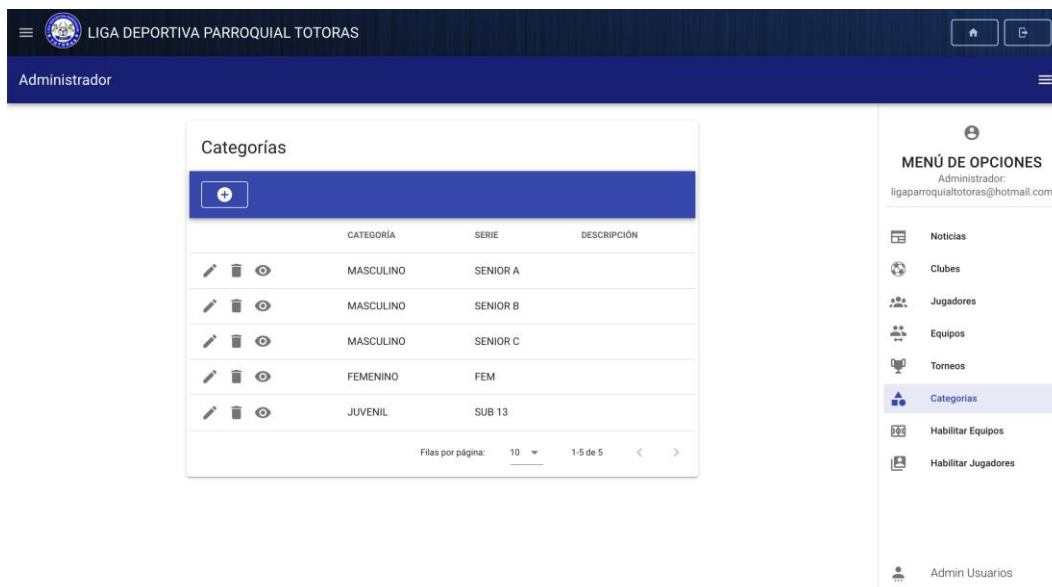 LIGA DEPORTIVA PARROQUIAL TOTORAS
Administrador
Categorías
CATEGORÍA SERIE DESCRIPCIÓN
MASCULINO SENIOR A
MASCULINO SENIOR B
MASCULINO SENIOR C
FEMENINO FEM
JUVENIL SUB 13
Filas por página: 10 1-5 de 5
MENÚ DE OPCIONES
Administrador:
ligaparroquialtotoras@hotmail.com
Noticias
Clubes
Jugadores
Equipos
Torneos
Categorias
Habilitar Equipos
Habilitar Jugadores
Admin Usuarios